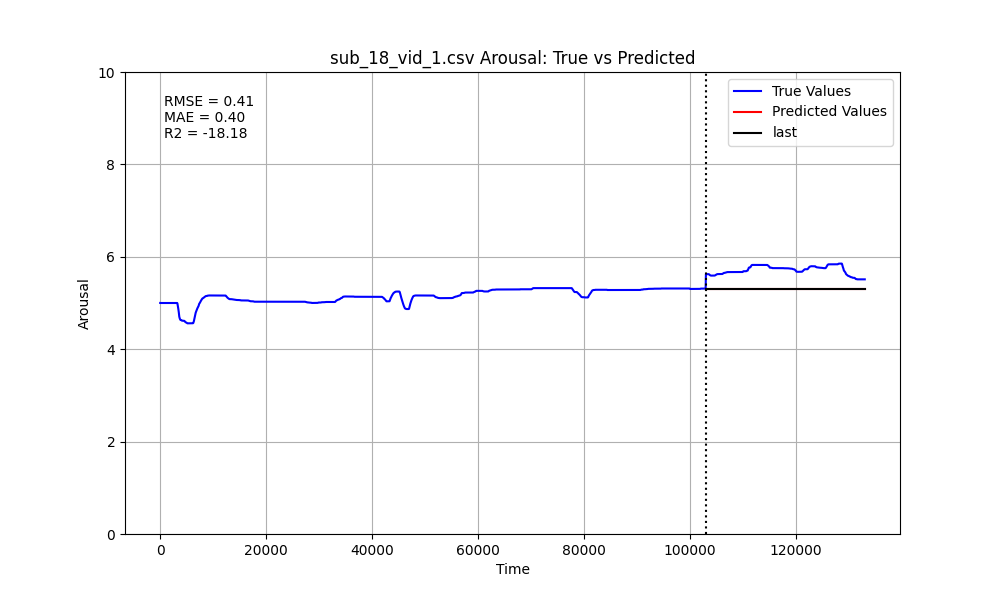 sub_18_vid_1.csv Arousal: True vs Predicted
RMSE = 0.41
MAE = 0.40
R2 = -18.18
True Values
Predicted Values
last
10
8
6
4
2
0
Arousal
0
20000
40000
60000
80000
100000
120000
Time